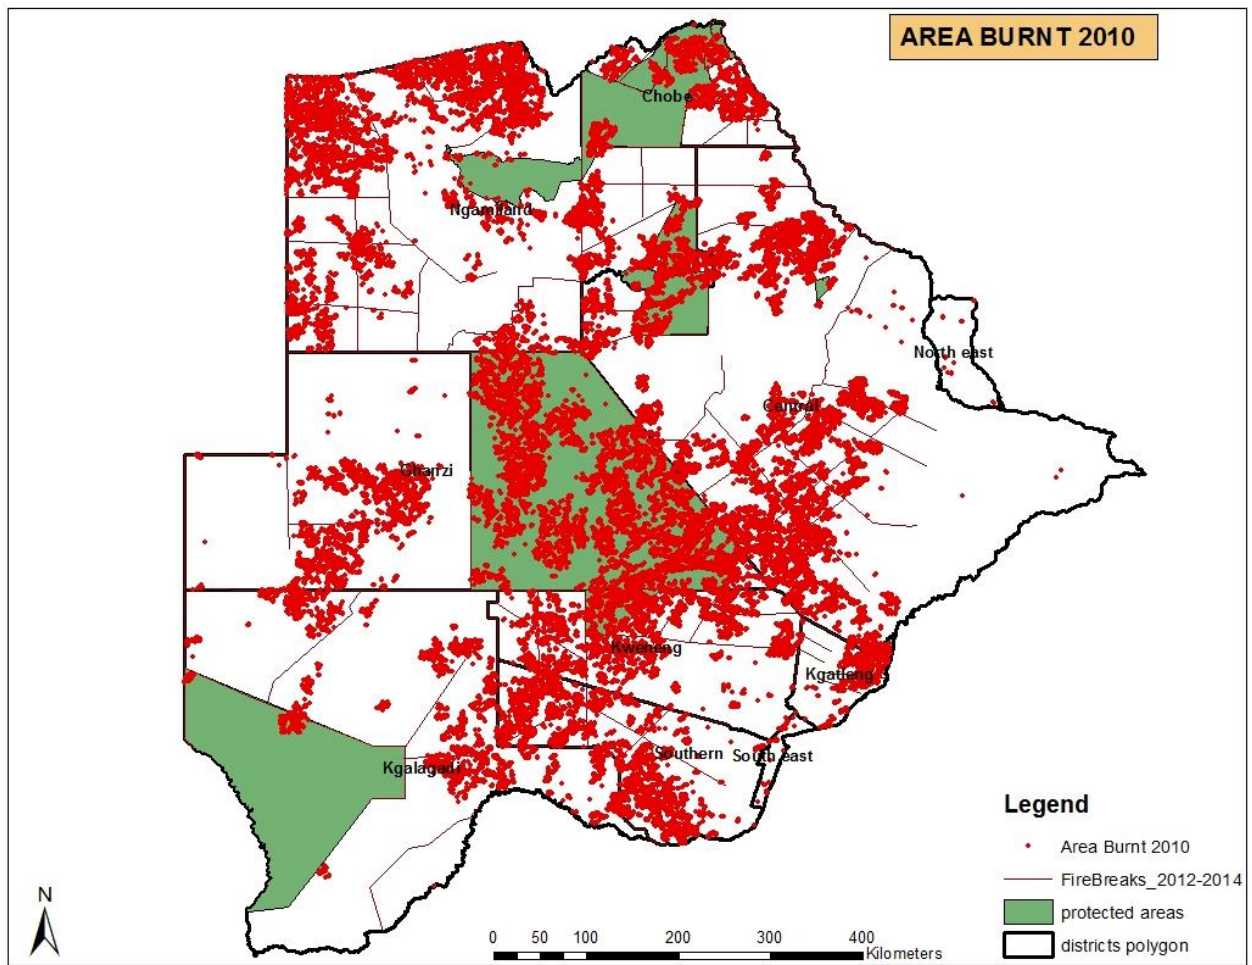 AREA BURNT 2010
Chobe
Ngamiland
North east
Central
Ghanzi
Kweneng
Kgatleng
Southern
South east
Kgalagadi
Legend
Area Burnt 2010
FireBreaks_2012-2014
protected areas
districts polygon
N
0 50 100 200 300 400
Kilometers